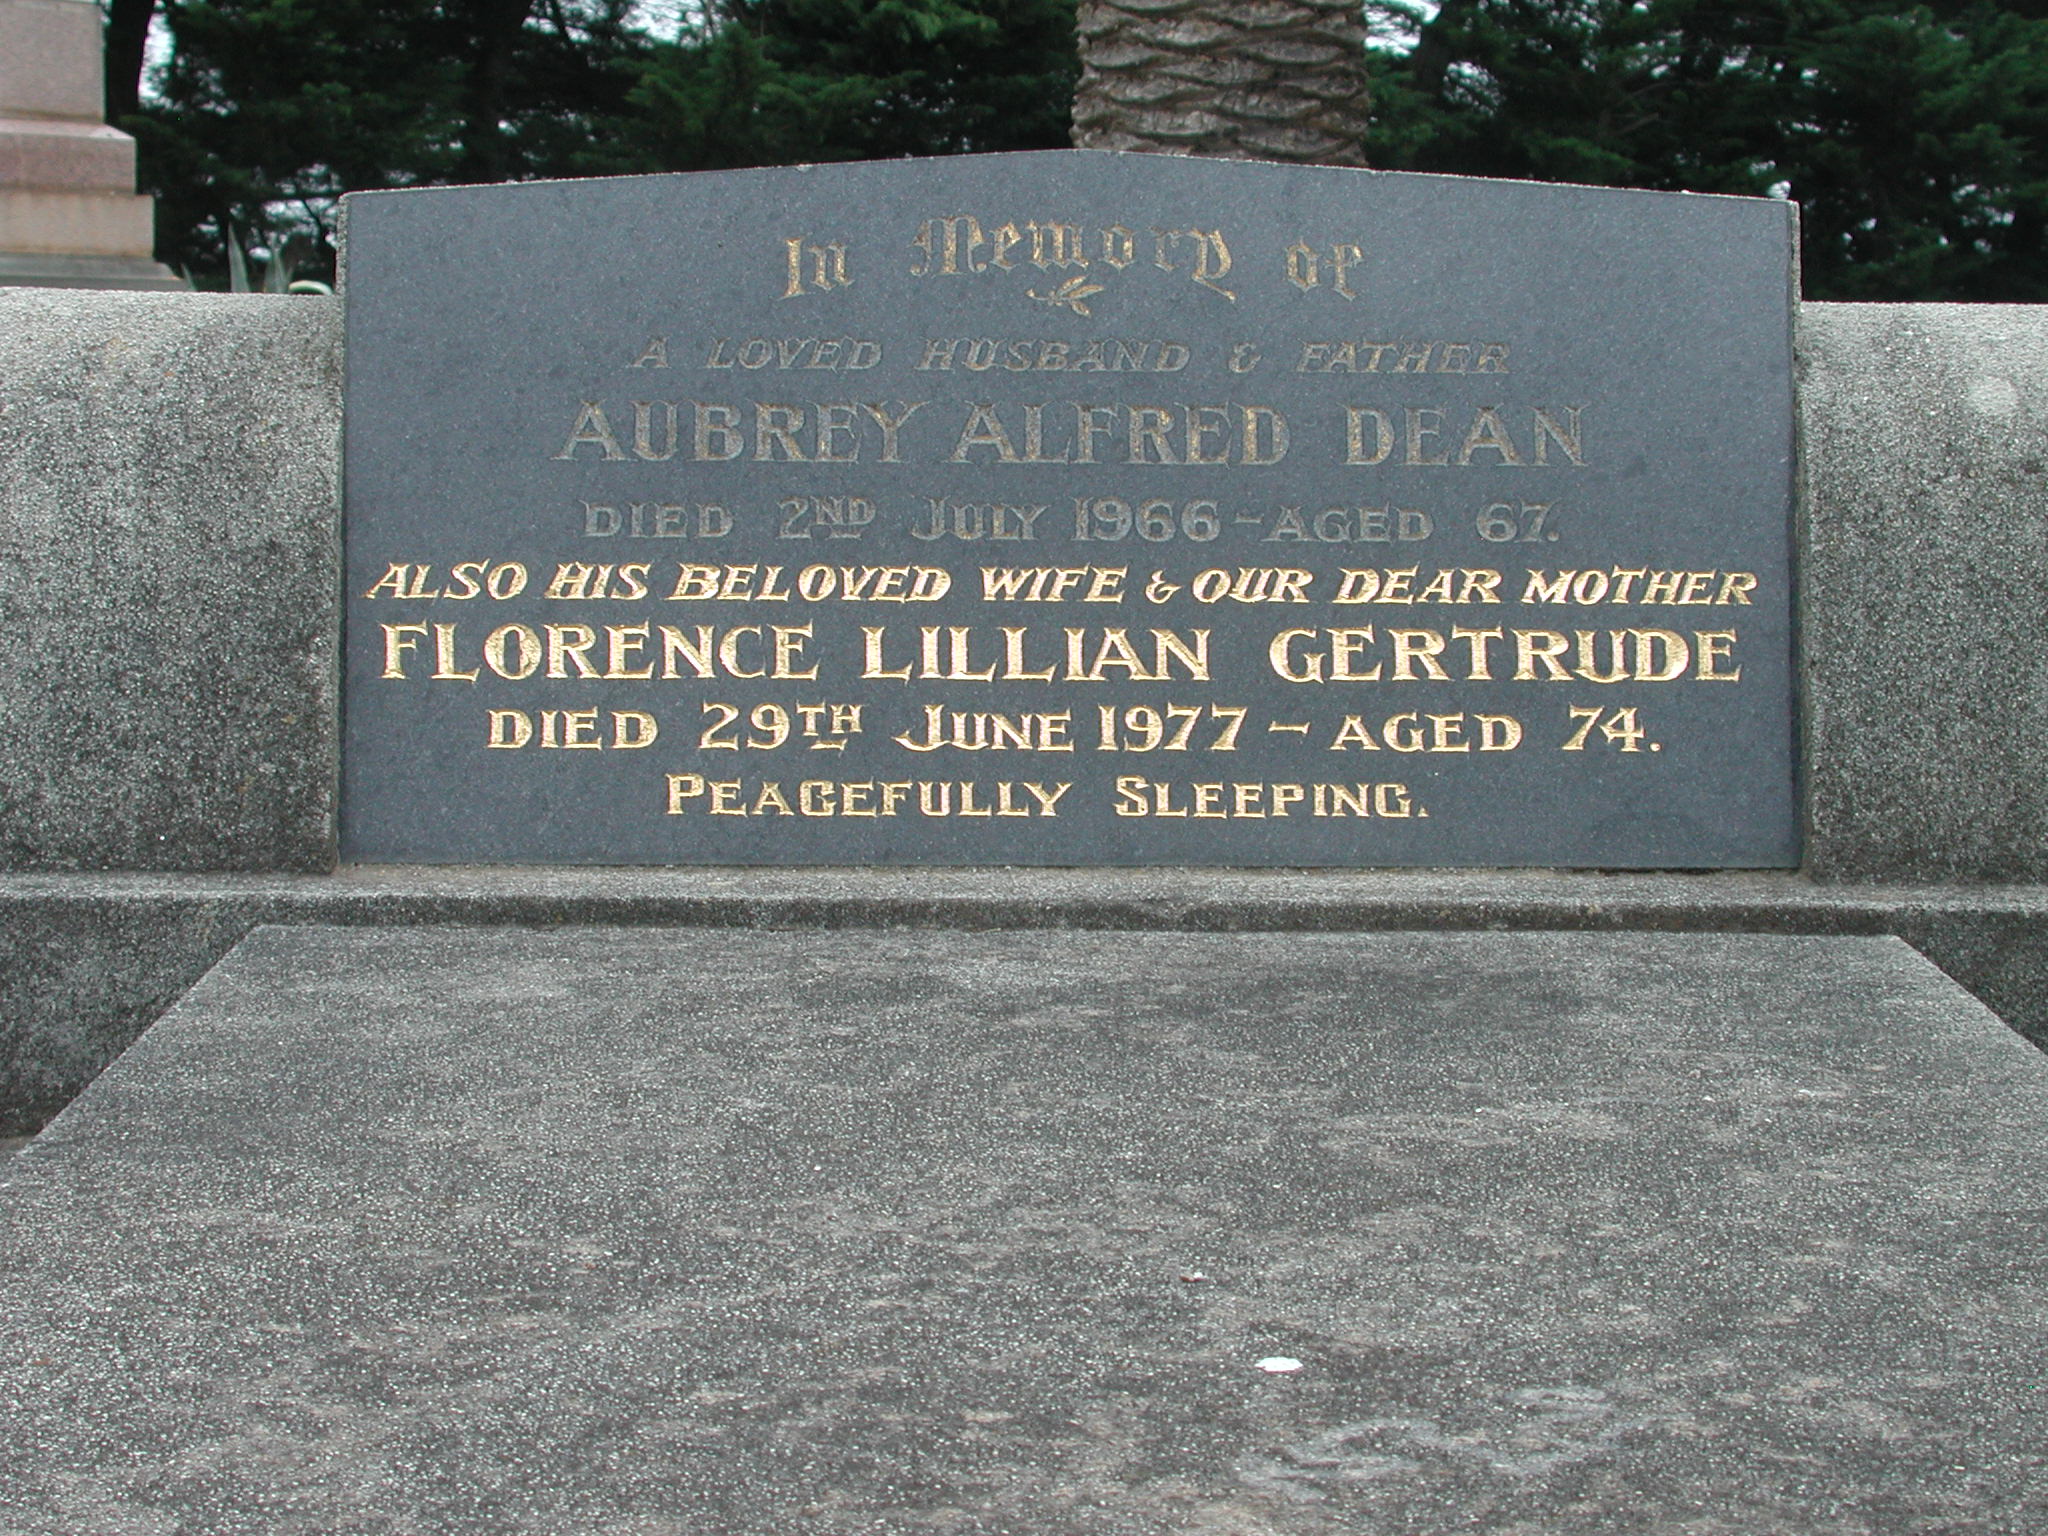 In Memory of
A LOVED HUSBAND & FATHER
AUBREY ALFRED DEAN
DIED 2ND JULY 1966 - AGED 67.
ALSO HIS BELOVED WIFE & OUR DEAR MOTHER
FLORENCE LILLIAN GERTRUDE
DIED 29TH JUNE 1977 - AGED 74.
PEACEFULLY SLEEPING.